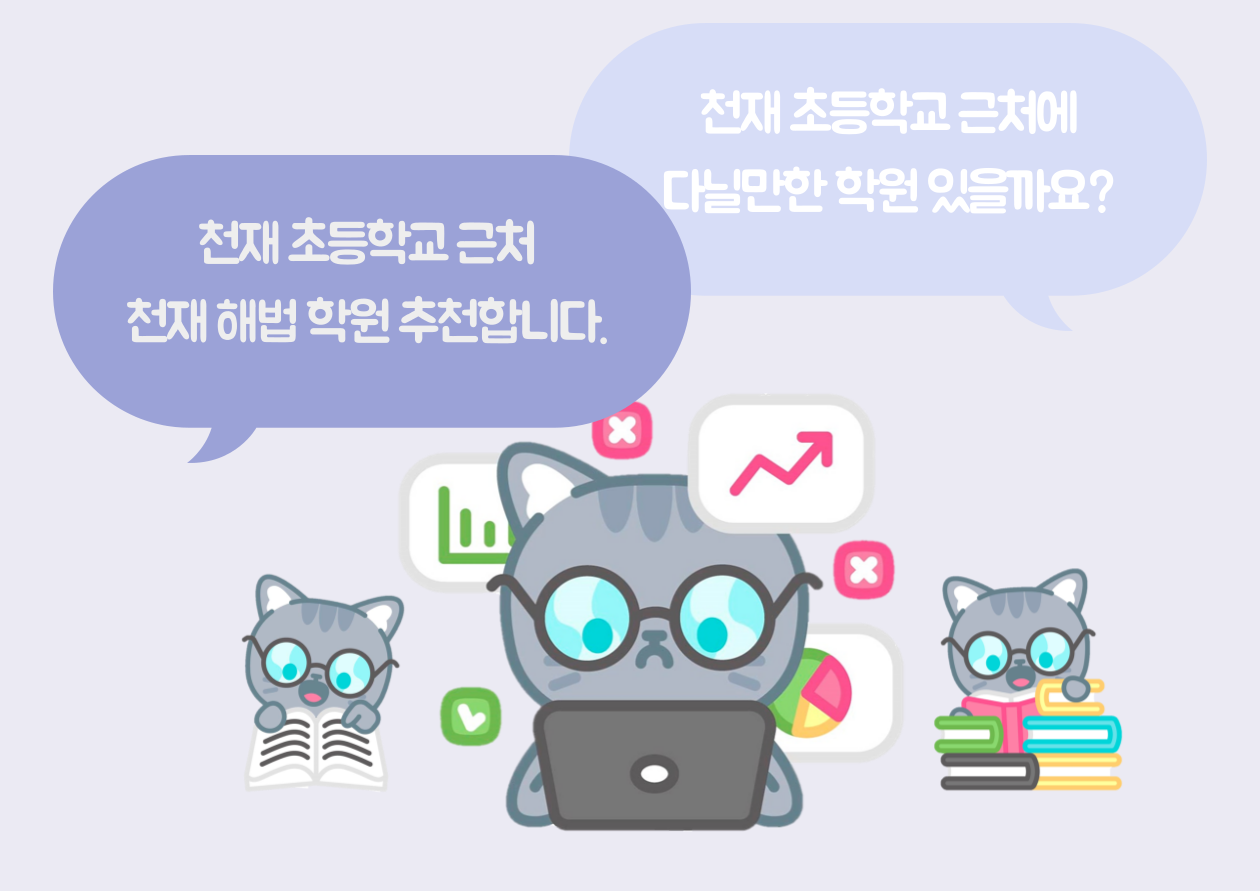 천재 초등학교 근처에
다닐만한 학원 있을까요?
천재 초등학교 근처
천재 해법 학원 추천합니다.